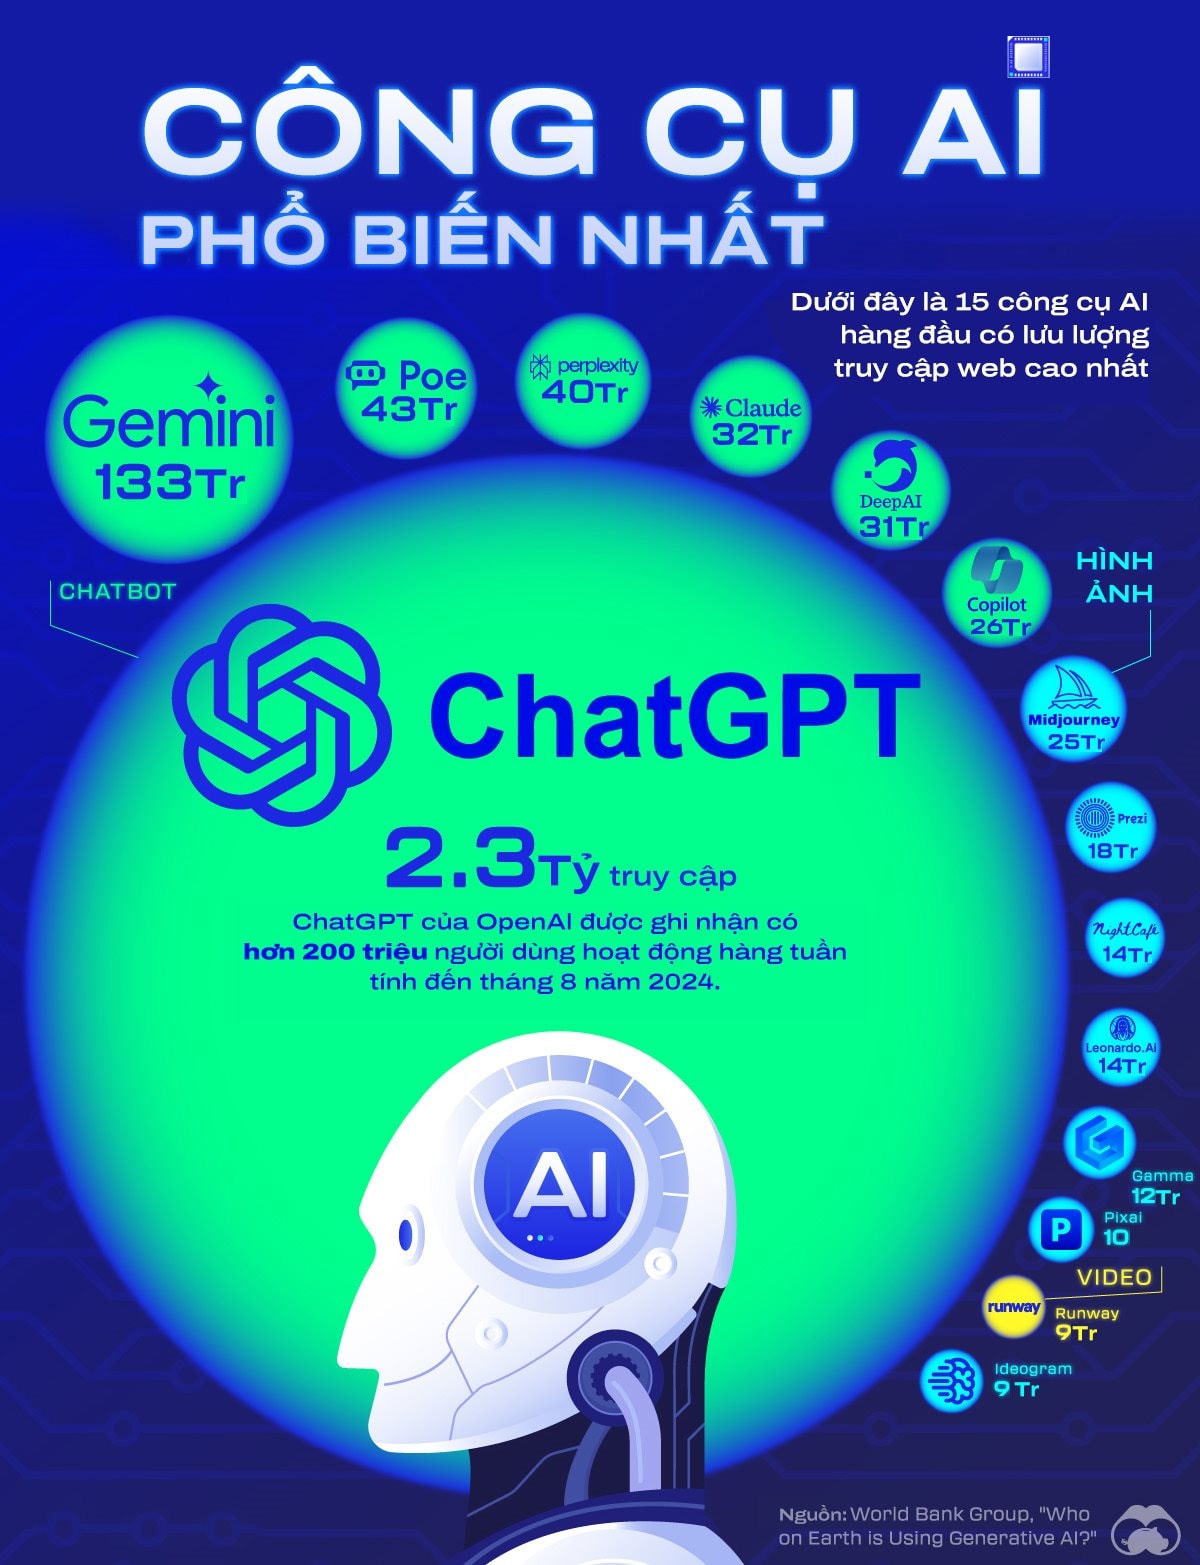 CÔNG CỤ AI
PHỔ BIẾN NHẤT
Dưới đây là 15 công cụ AI
hàng đầu có lưu lượng
truy cập web cao nhất
Gemini
133Tr
Poe
43Tr
perplexity
40Tr
Claude
32Tr
DeepAI
31Tr
Copilot
26Tr
HÌNH
ẢNH
CHATBOT
ChatGPT
2.3Tỷ truy cập
ChatGPT của OpenAI được ghi nhận có
hơn 200 triệu người dùng hoạt động hàng tuần
tính đến tháng 8 năm 2024.
Midjourney
25Tr
Prezi
18Tr
NightCafé
14Tr
Leonardo.Ai
14Tr
Gamma
12Tr
P
Pixai
10
VIDEO
runway
Runway
9Tr
Ideogram
9 Tr
AI
Nguồn: World Bank Group, "Who
on Earth is Using Generative AI?"